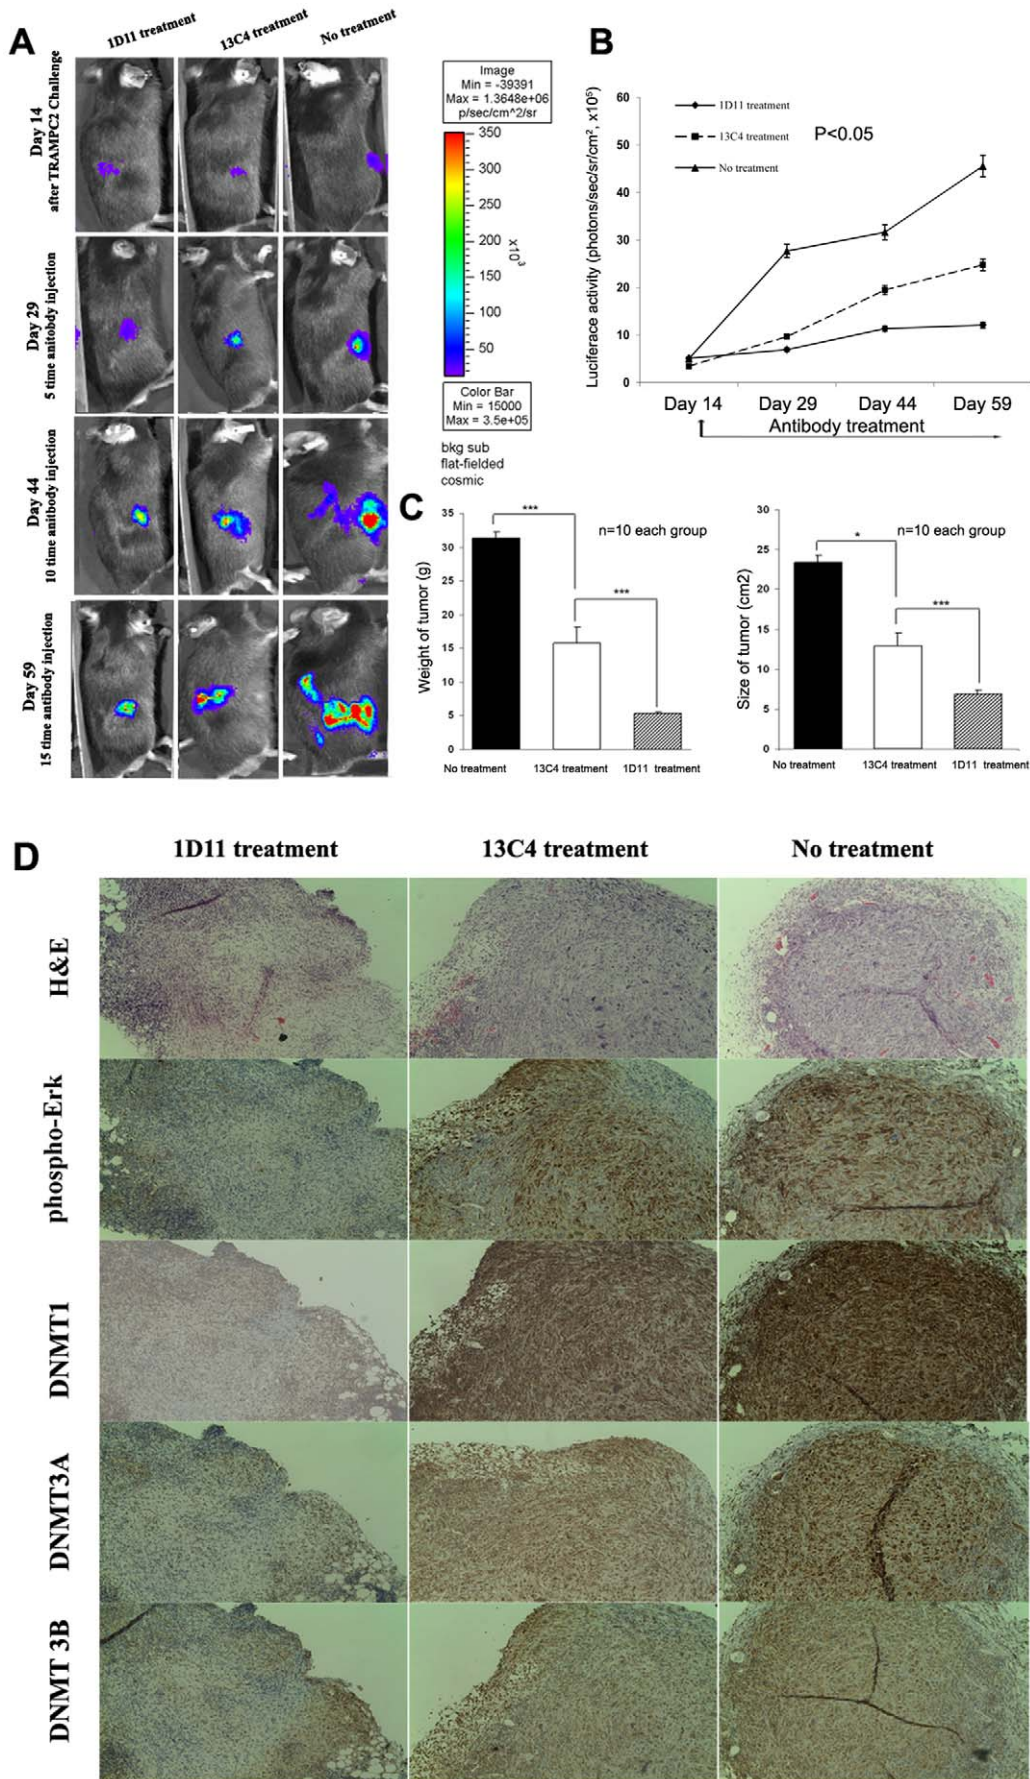 A
1D11 treatment
13C4 treatment
No treatment
Day 14
after TRAMPC2 Challenge
Day 29
5 time anitobdy injection
Day 44
10 time anitibody injection
Day 59
15 time antibody injection
Image
Min = -39391
Max = 1.3648e+06
p/sec/cm^2/sr
350
300
250
200
150
100
50
x10³
Color Bar
Min = 15000
Max = 3.5e+05
bkg sub
flat-fielded
cosmic
B
Luciferace activity (photons/sec/sr/cm², x10⁵)
60
50
40
30
20
10
0
1D11 treatment
13C4 treatment
No treatment
P<0.05
Day 14
Day 29
Day 44
Day 59
Antibody treatment
C
Weight of tumor (g)
35
30
25
20
15
10
5
0
***
***
n=10 each group
No treatment
13C4 treatment
1D11 treatment
Size of tumor (cm2)
30
25
20
15
10
5
0
*
***
n=10 each group
No treatment
13C4 treatment
1D11 treatment
D
1D11 treatment
13C4 treatment
No treatment
H&E
phospho-Erk
DNMT1
DNMT3A
DNMT 3B